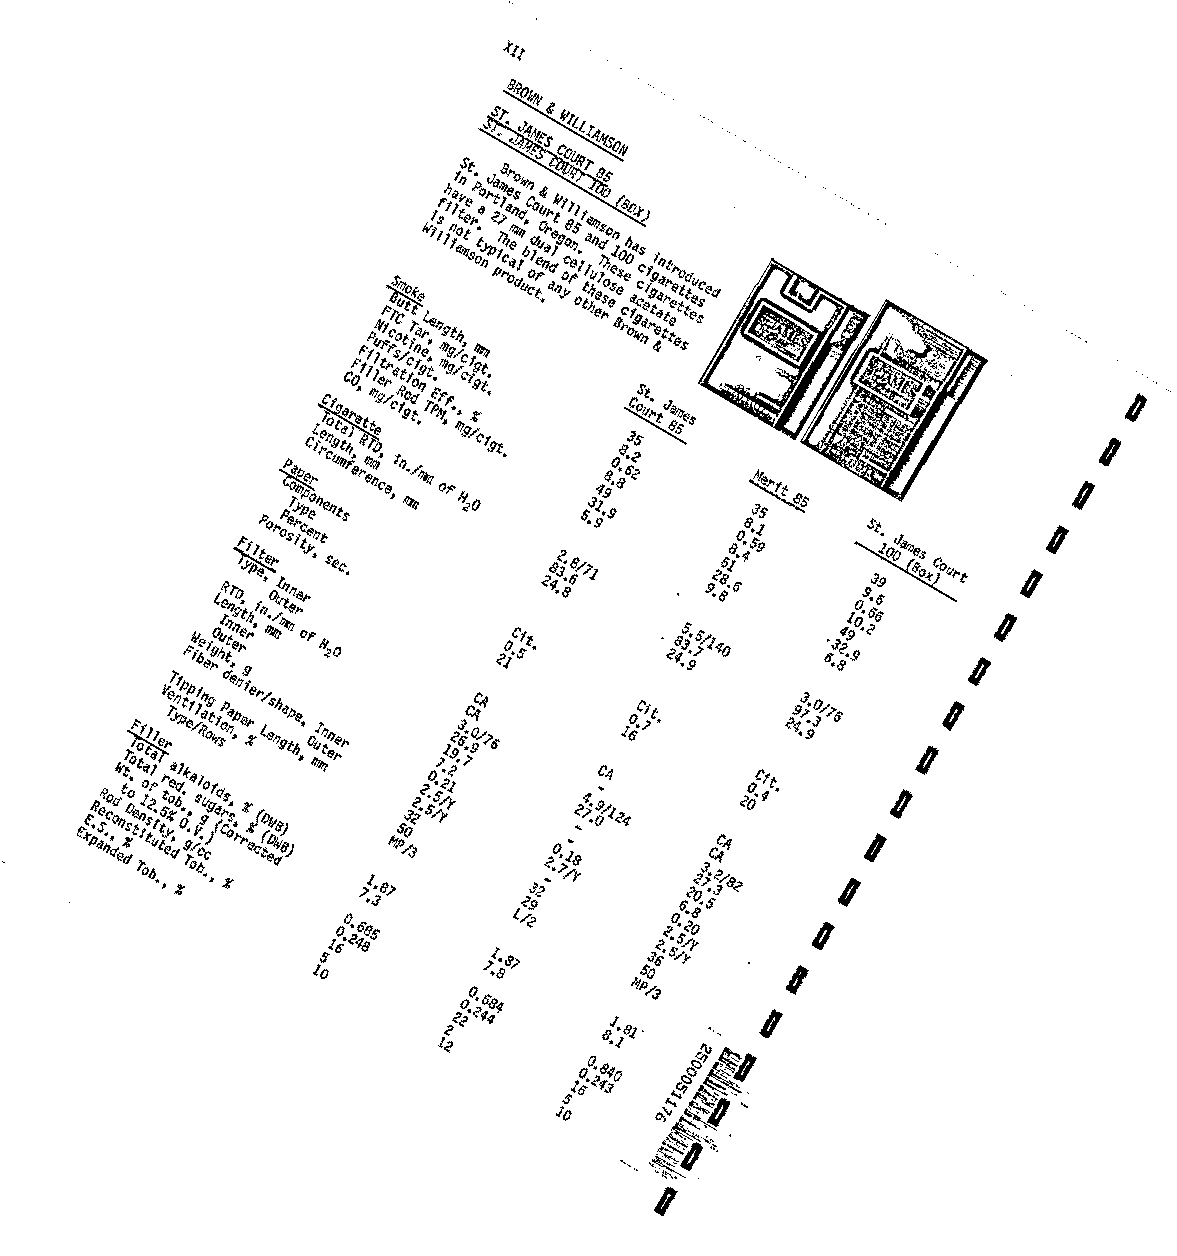 XII
BROWN & WILLIAMSON
ST. JAMES COURT 85
ST. JAMES COURT 100 (BOX)
Brown & Williamson has introduced
St. James Court 85 and 100 cigarettes
in Portland, Oregon. These cigarettes
have a 27 mm dual cellulose acetate
filter. The blend of these cigarettes
is not typical of any other Brown &
Williamson product.
St. James Court 85 Merit 85 St. James Court 100 (Box)
Smoke
Butt Length, mm 35 35 39
FTC Tar, mg/cigt. 8.2 8.1 9.6
Nicotine, mg/cigt. 0.62 0.59 0.66
Puffs/cigt. 8.8 8.4 10.2
Filtration Eff., % 49 51 49
Filler Rod TPM, mg/cigt. 31.9 28.6 32.9
CO, mg/cigt. 5.9 9.8 6.8
Cigarette
Total RTD, in./mm of H2O 2.8/71 5.5/140 3.0/76
Length, mm 83.6 83.7 97.3
Circumference, mm 24.8 24.9 24.9
Paper
Components
Type Cit. Cit. Cit.
Percent 0.5 0.7 0.4
Porosity, sec. 21 16 20
Filter
Type, Inner CA CA CA
Outer CA - CA
RTD, in./mm of H2O 3.0/76 4.9/124 3.2/82
Length, mm 26.9 27.0 27.3
Inner 19.7 - 20.5
Outer 7.2 - 6.8
Weight, g 0.21 0.18 0.20
Fiber denier/shape, Inner 2.5/Y 2.7/Y 2.5/Y
Outer 2.5/Y - 2.5/Y
Tipping Paper Length, mm 32 32 36
Ventilation, % 50 29 50
Type/Rows MP/3 L/2 MP/3
Filler
Total alkaloids, % (DWB) 1.87 1.87 1.81
Total red. sugars, % (DWB) 7.3 7.8 8.1
Wt. of tob., g (Corrected
to 12.5% O.V.) 0.685 0.684 0.840
Rod Density, g/cc 0.248 0.244 0.243
Reconstituted Tob., % 16 22 16
E.S., % 5 2 5
Expanded Tob., % 10 12 10
2500051176